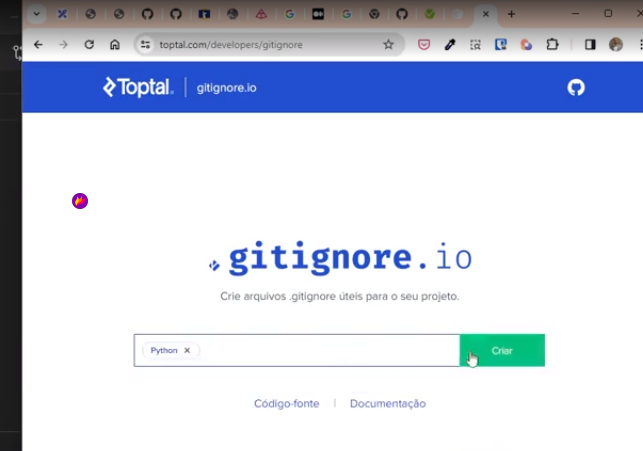 toptal.com/developers/gitignore
Toptal. gitignore.io
.gitignore.io
Crie arquivos .gitignore úteis para o seu projeto.
Python × Criar
Código-fonte | Documentação